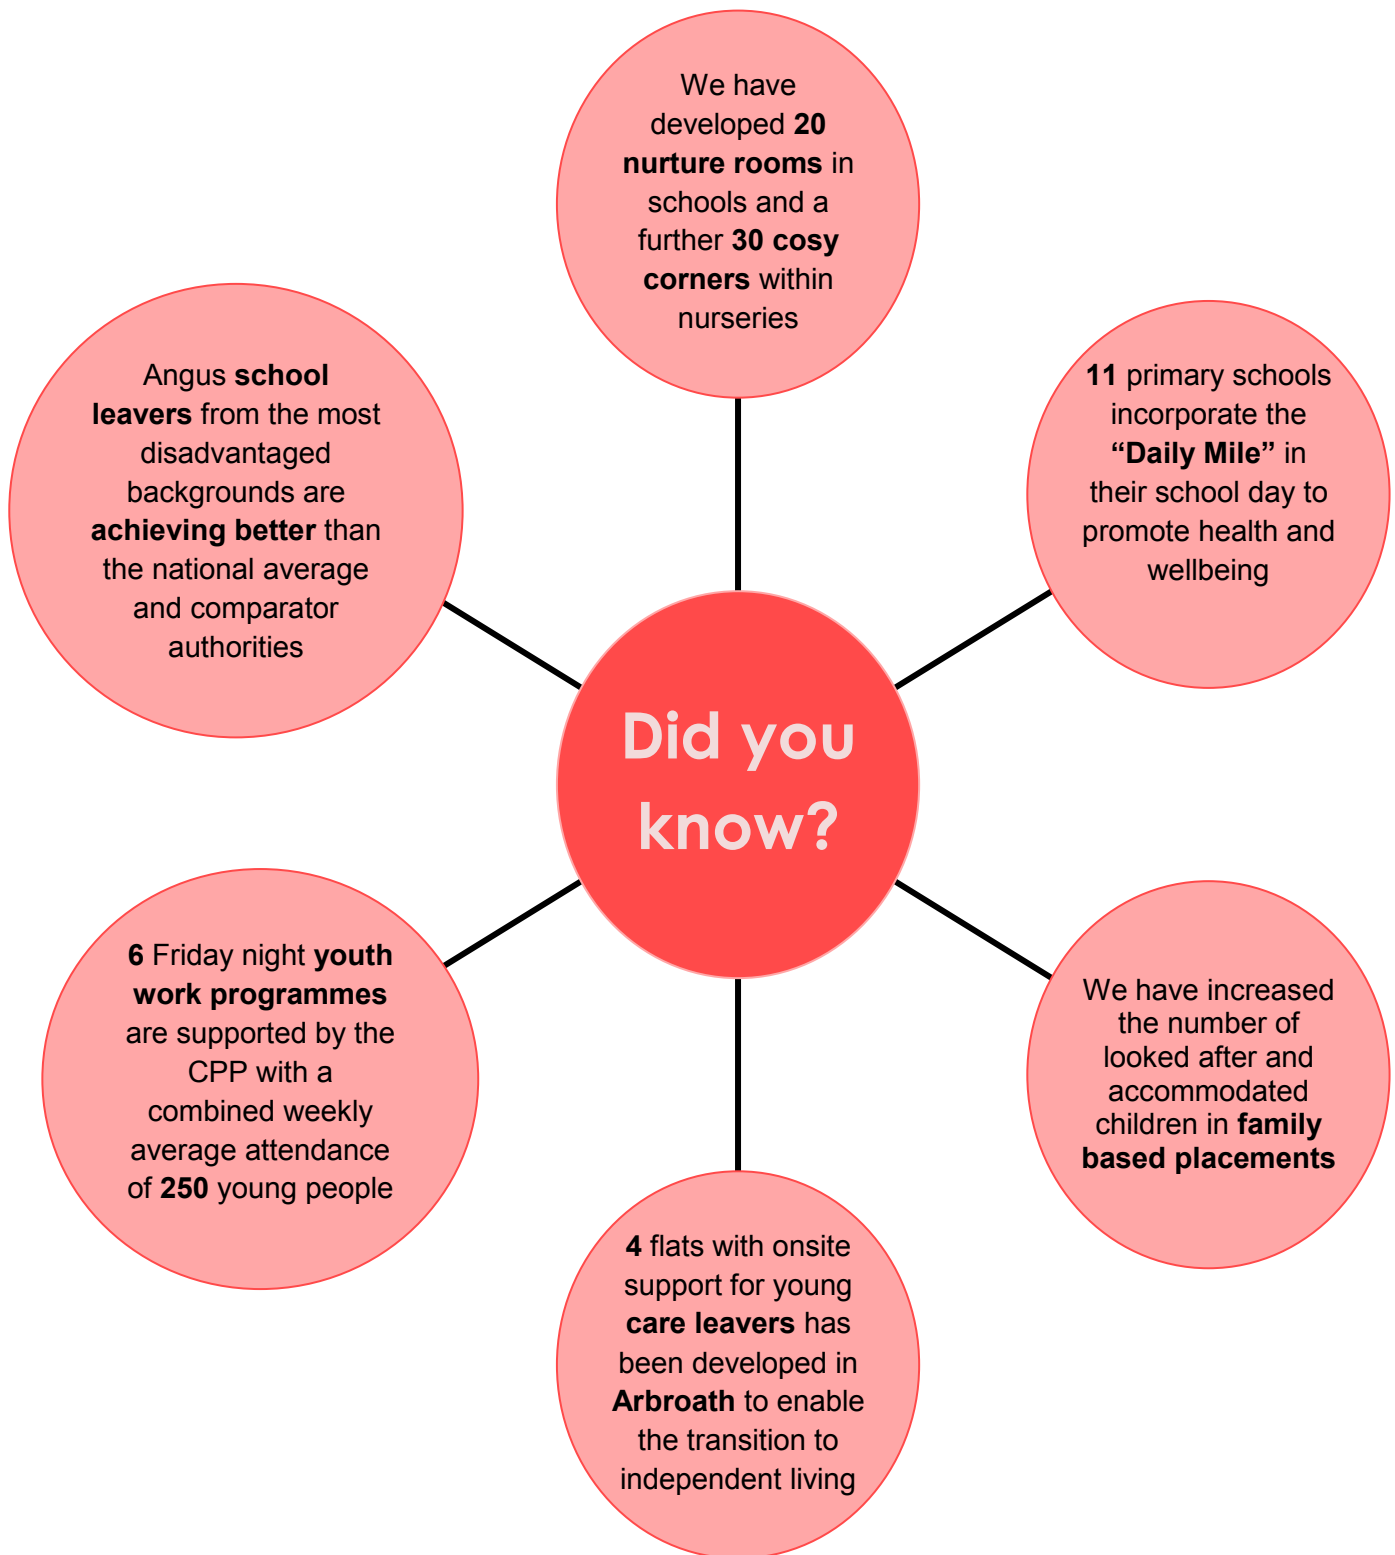 We have
developed 20
nurture rooms in
schools and a
further 30 cosy
corners within
nurseries
Angus school
leavers from the most
disadvantaged
backgrounds are
achieving better than
the national average
and comparator
authorities
11 primary schools
incorporate the
“Daily Mile” in
their school day to
promote health and
wellbeing
Did you
know?
6 Friday night youth
work programmes
are supported by the
CPP with a
combined weekly
average attendance
of 250 young people
We have increased
the number of
looked after and
accommodated
children in family
based placements
4 flats with onsite
support for young
care leavers has
been developed in
Arbroath to enable
the transition to
independent living